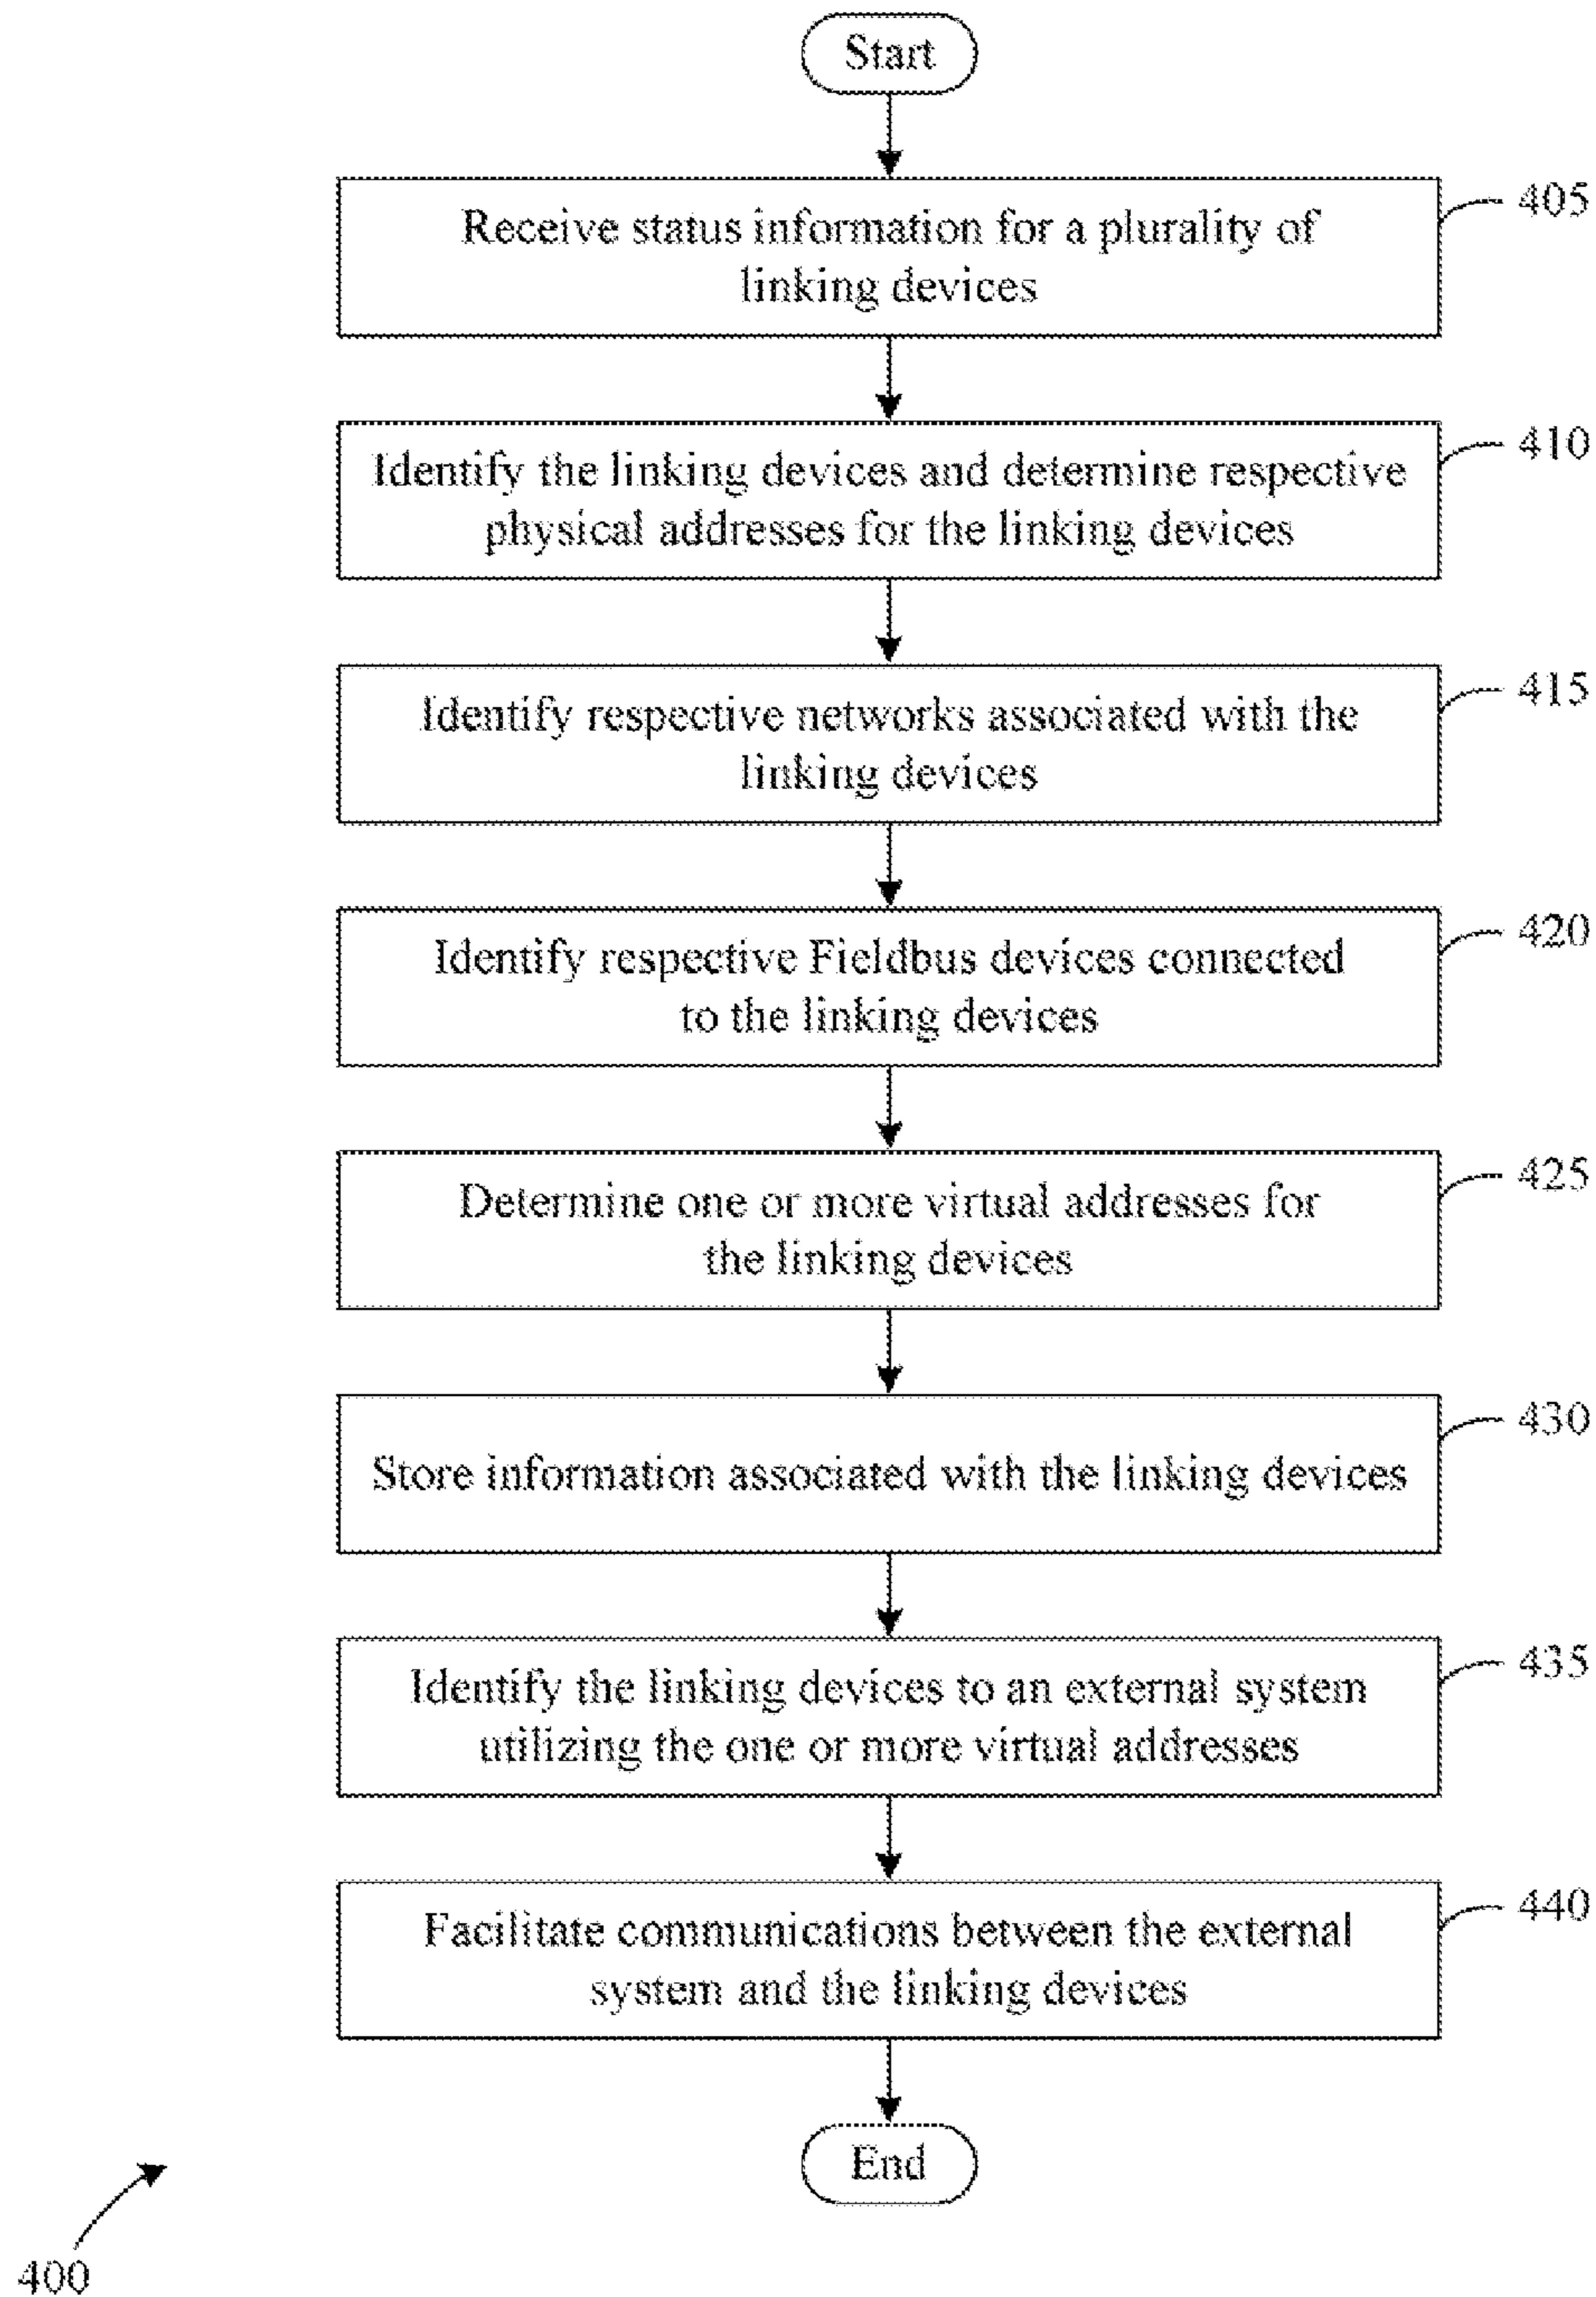 Start
Receive status information for a plurality of
linking devices
405
Identify the linking devices and determine respective
physical addresses for the linking devices
410
Identify respective networks associated with the
linking devices
415
Identify respective Fieldbus devices connected
to the linking devices
420
Determine one or more virtual addresses for
the linking devices
425
Store information associated with the linking devices
430
Identify the linking devices to an external system
utilizing the one or more virtual addresses
435
Facilitate communications between the external
system and the linking devices
440
End
400